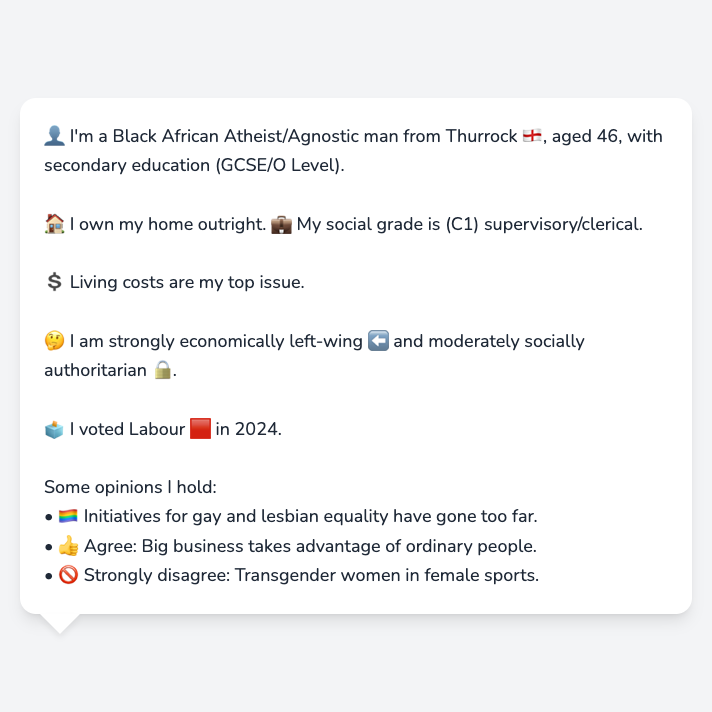 👤 I'm a Black African Atheist/Agnostic man from Thurrock 🏴󠁧󠁢󠁥󠁮󠁧󠁿, aged 46, with
secondary education (GCSE/O Level).
🏠 I own my home outright. 💼 My social grade is (C1) supervisory/clerical.
💲 Living costs are my top issue.
🤔 I am strongly economically left-wing ⬅️ and moderately socially
authoritarian 🔒.
🗳️ I voted Labour 🟥 in 2024.
Some opinions I hold:
• 🏳️‍🌈 Initiatives for gay and lesbian equality have gone too far.
• 👍 Agree: Big business takes advantage of ordinary people.
• 🚫 Strongly disagree: Transgender women in female sports.